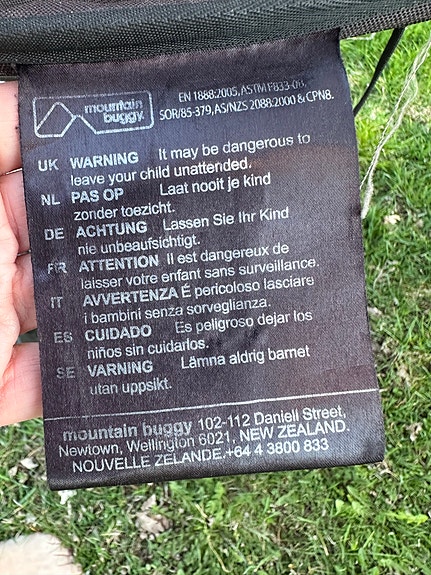 mountain
buggy
EN 1888:2005, ASTM F833-08,
SOR/85-379, AS/NZS 2088:2000 & CPN8.
UK WARNING It may be dangerous to
leave your child unattended.
NL PAS OP Laat nooit je kind
zonder toezicht.
DE ACHTUNG Lassen Sie Ihr Kind
nie unbeaufsichtigt.
FR ATTENTION Il est dangereux de
laisser votre enfant sans surveillance.
IT AVVERTENZA É pericoloso lasciare
i bambini senza sorveglianza.
ES CUIDADO Es peligroso dejar los
niños sin cuidarlos.
SE VARNING Lämna aldrig barnet
utan uppsikt.
mountain buggy 102-112 Daniell Street,
Newtown, Wellington 6021, NEW ZEALAND.
NOUVELLE ZELANDE.+64 4 3800 833